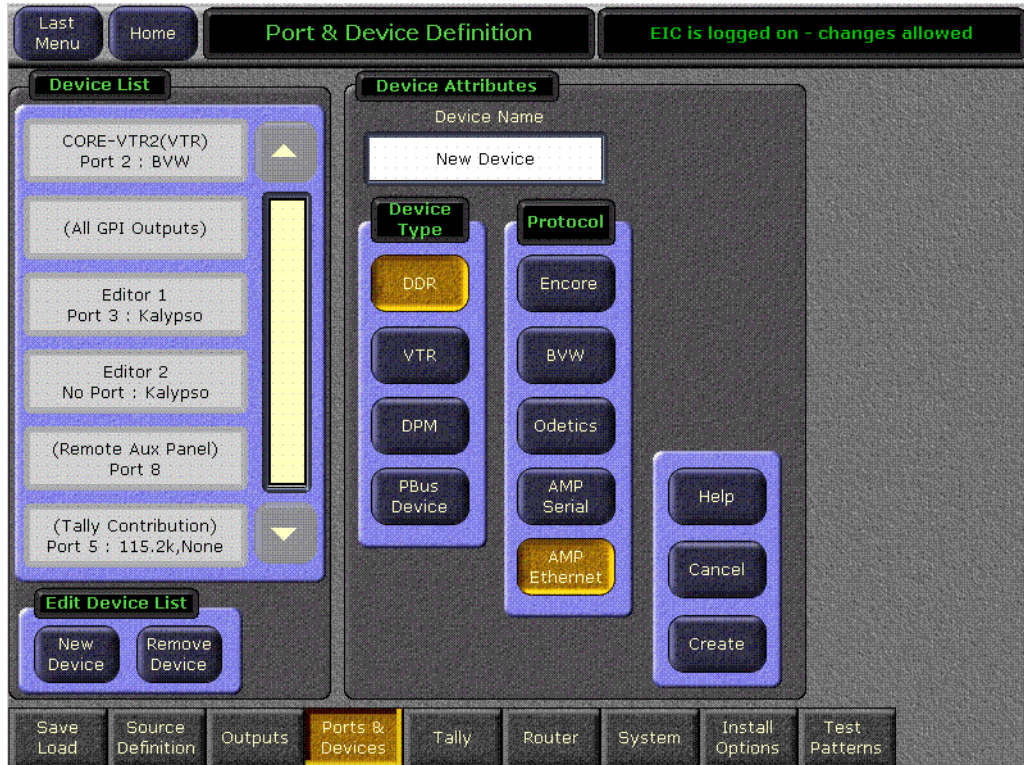 Last
Menu
Home
Port & Device Definition
EIC is logged on - changes allowed
Device List
CORE-VTR2(VTR)
Port 2 : BVW
(All GPI Outputs)
Editor 1
Port 3 : Kalypso
Editor 2
No Port : Kalypso
(Remote Aux Panel)
Port 8
(Tally Contribution)
Port 5 : 115.2k,None
Edit Device List
New
Device
Remove
Device
Device Attributes
Device Name
New Device
Device
Type
DDR
VTR
DPM
PBus
Device
Protocol
Encore
BVW
Odetics
AMP
Serial
AMP
Ethernet
Help
Cancel
Create
Save
Load
Source
Definition
Outputs
Ports &
Devices
Tally
Router
System
Install
Options
Test
Patterns